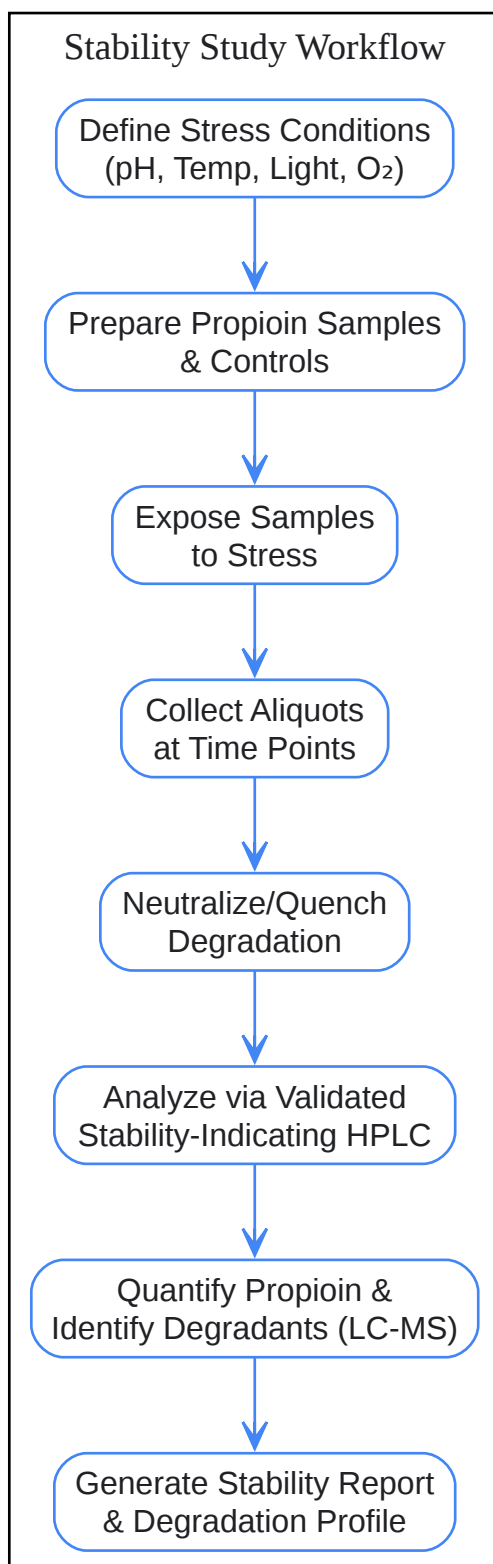 Stability Study Workflow
Define Stress Conditions
(pH, Temp, Light, O₂)
Prepare Propioin Samples
& Controls
Expose Samples
to Stress
Collect Aliquots
at Time Points
Neutralize/Quench
Degradation
Analyze via Validated
Stability-Indicating HPLC
Quantify Propioin &
Identify Degradants (LC-MS)
Generate Stability Report
& Degradation Profile